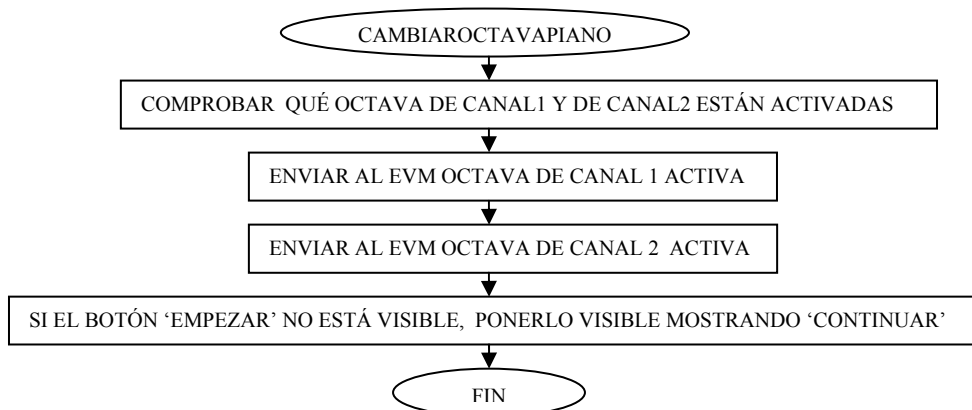 CAMBIAROCTAVAPIANO
COMPROBAR QUÉ OCTAVA DE CANAL1 Y DE CANAL2 ESTÁN ACTIVADAS
ENVIAR AL EVM OCTAVA DE CANAL 1 ACTIVA
ENVIAR AL EVM OCTAVA DE CANAL 2 ACTIVA
SI EL BOTÓN ‘EMPEZAR’ NO ESTÁ VISIBLE, PONERLO VISIBLE MOSTRANDO ‘CONTINUAR’
FIN